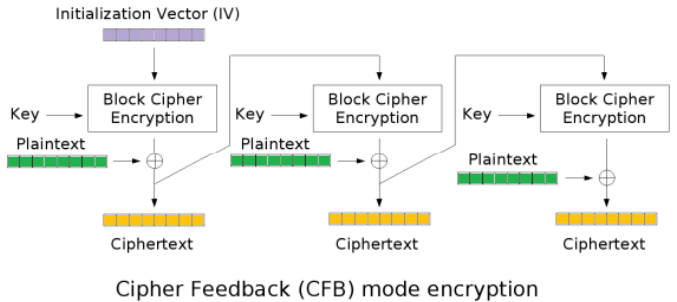 Initialization Vector (IV)
Key
Block Cipher
Encryption
Plaintext
Ciphertext
Key
Block Cipher
Encryption
Plaintext
Ciphertext
Key
Block Cipher
Encryption
Plaintext
Ciphertext
Cipher Feedback (CFB) mode encryption